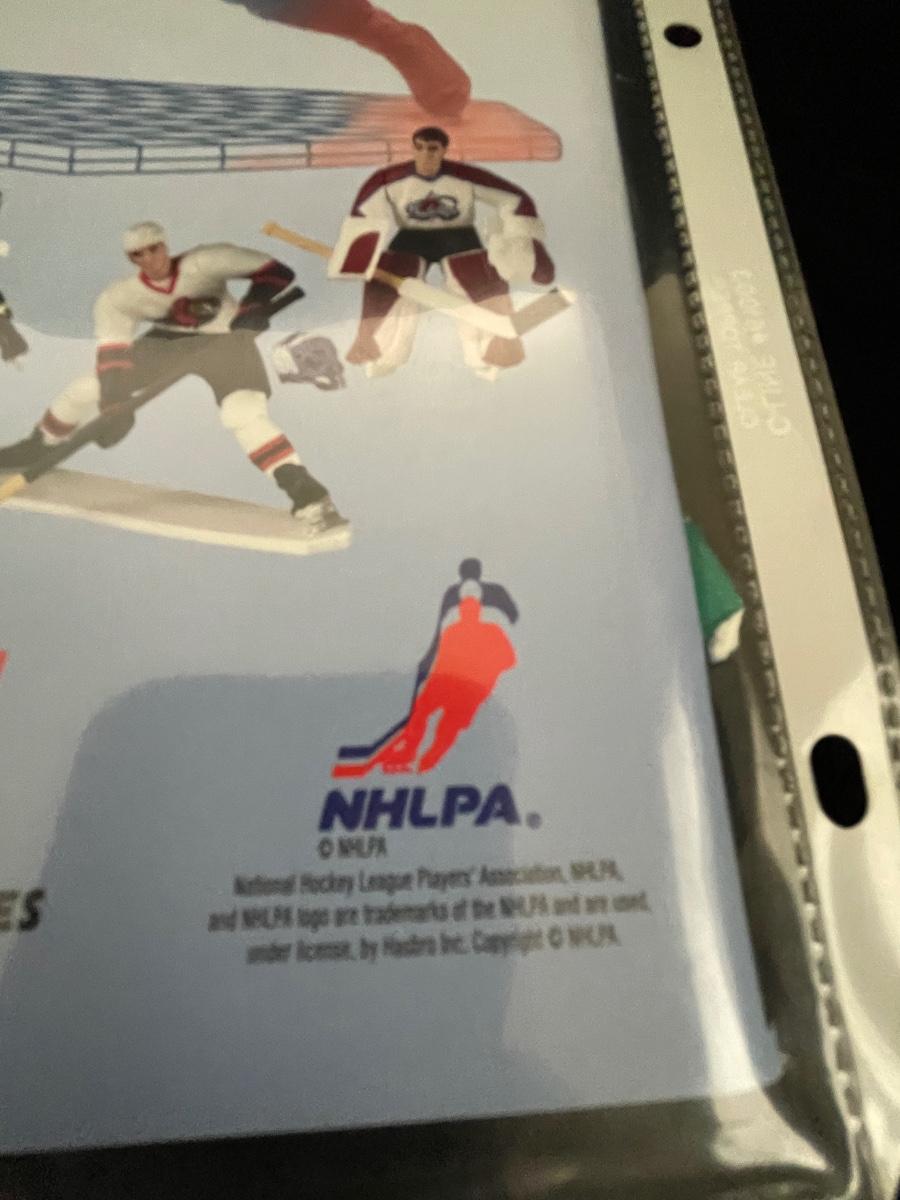 NHLPA®
© NHLPA
National Hockey League Players' Association, NHLPA,
and NHLPA logo are trademarks of the NHLPA and are used,
under license, by Hasbro Inc. Copyright © NHLPA.
ES